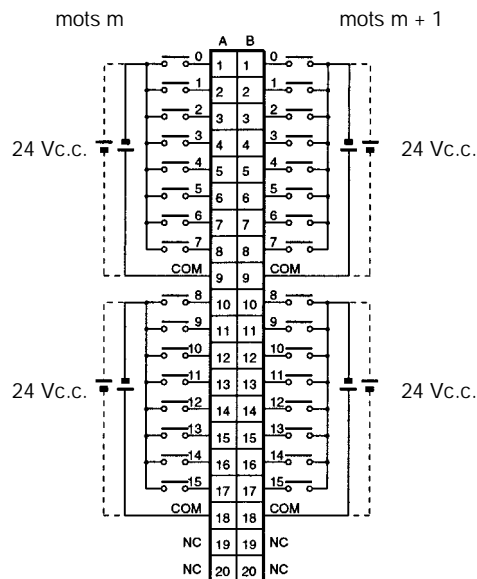 mots m mots m + 1
A B
0 1 1 0
1 2 2 1
2 3 3 2
24 Vc.c. 3 4 4 3 24 Vc.c.
4 5 5 4
5 6 6 5
6 7 7 6
7 8 8 7
COM 9 9 COM
8 10 10 8
9 11 11 9
10 12 12 10
24 Vc.c. 11 13 13 11 24 Vc.c.
12 14 14 12
13 15 15 13
14 16 16 14
15 17 17 15
COM 18 18 COM
NC 19 19 NC
NC 20 20 NC